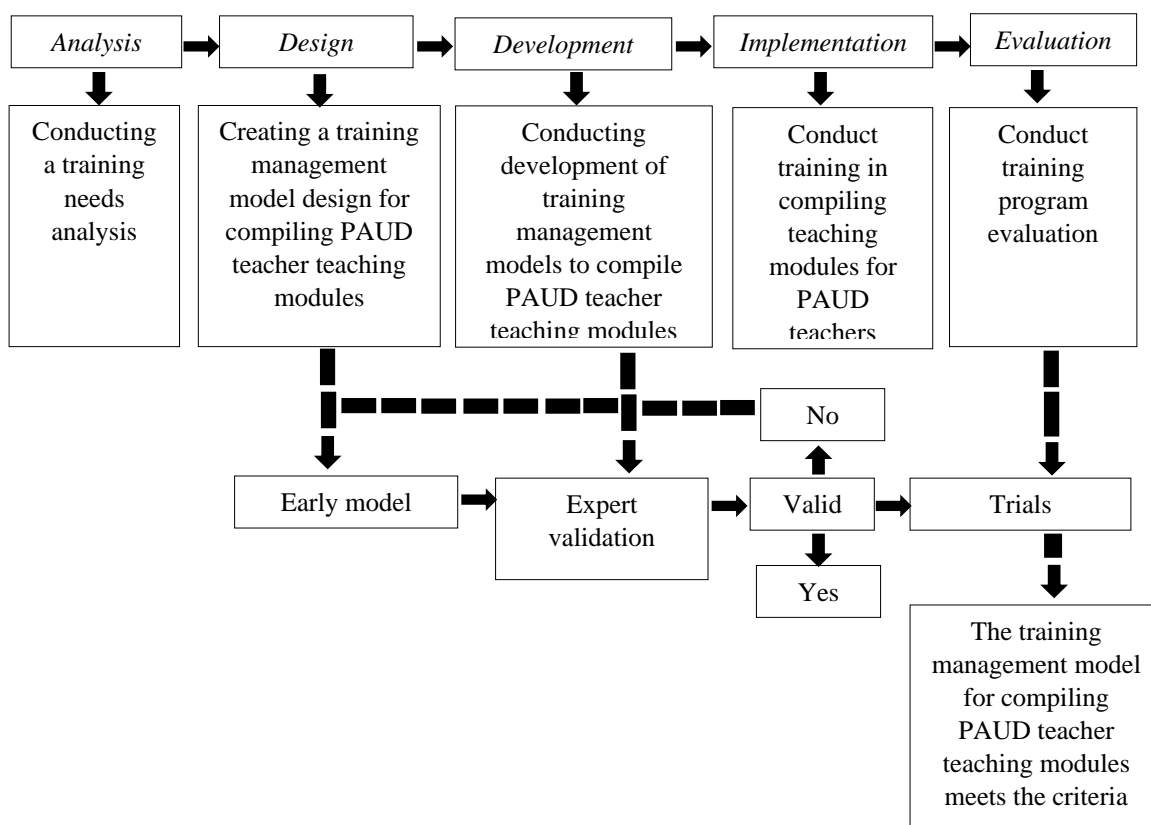 Analysis
Design
Development
Implementation
Evaluation
Conducting
a training
needs
analysis
Creating a training
management
model design for
compiling PAUD
teacher teaching
modules
Conducting
development of
training
management
models to compile
PAUD teacher
teaching modules
Conduct
training in
compiling
teaching
modules for
PAUD
teachers
Conduct
training
program
evaluation
No
Early model
Expert
validation
Valid
Trials
Yes
The training
management model
for compiling
PAUD teacher
teaching modules
meets the criteria